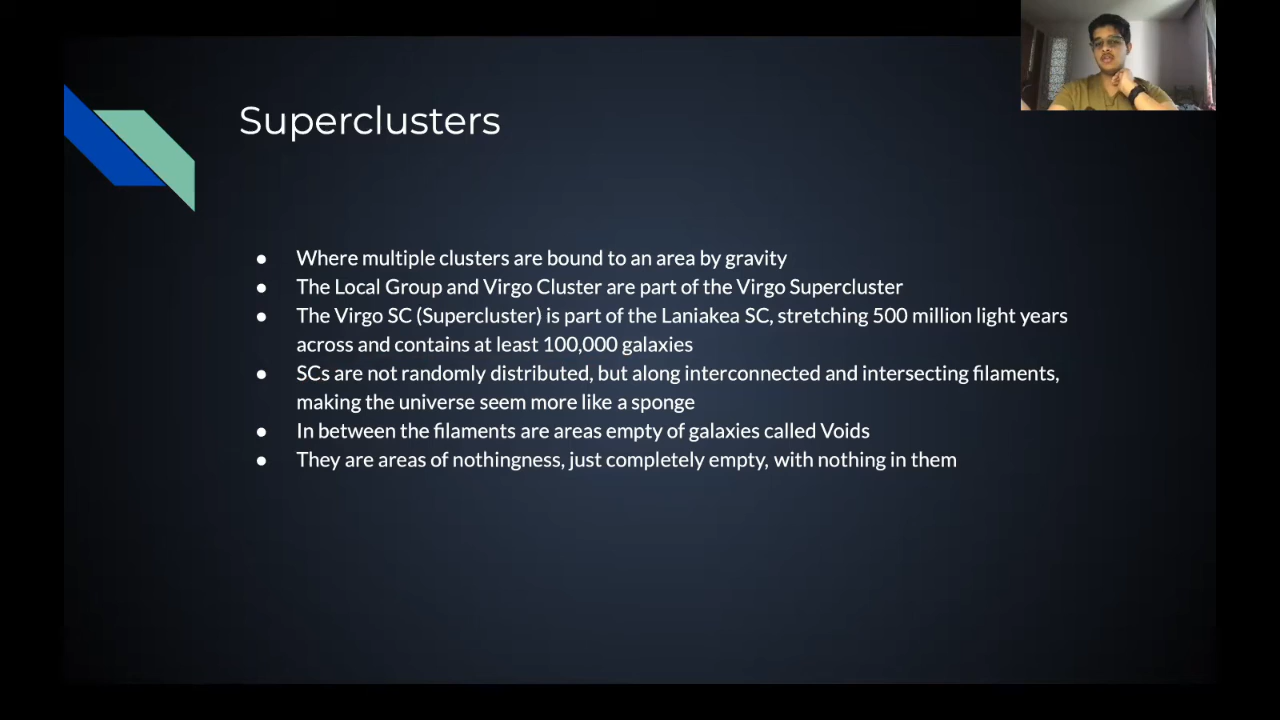 Superclusters
● Where multiple clusters are bound to an area by gravity
● The Local Group and Virgo Cluster are part of the Virgo Supercluster
● The Virgo SC (Supercluster) is part of the Laniakea SC, stretching 500 million light years
across and contains at least 100,000 galaxies
● SCs are not randomly distributed, but along interconnected and intersecting filaments,
making the universe seem more like a sponge
● In between the filaments are areas empty of galaxies called Voids
● They are areas of nothingness, just completely empty, with nothing in them